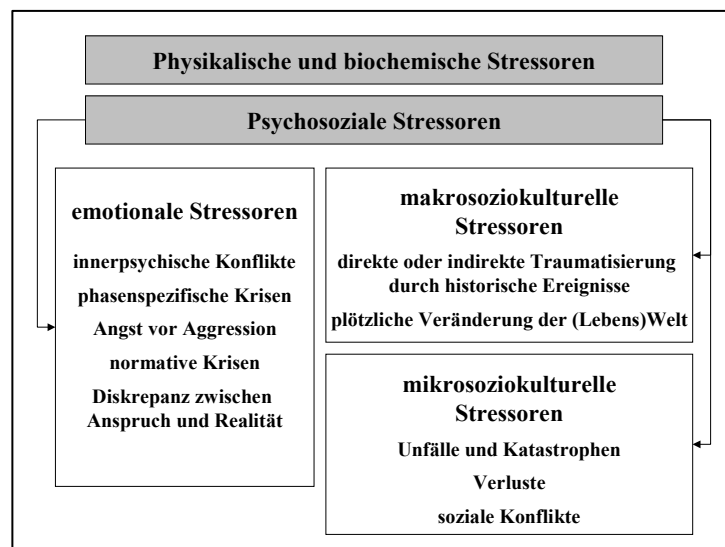 Physikalische und biochemische Stressoren
Psychosoziale Stressoren
emotionale Stressoren
innerpsychische Konflikte
phasenspezifische Krisen
Angst vor Aggression
normative Krisen
Diskrepanz zwischen
Anspruch und Realität
makrosoziokulturelle
Stressoren
direkte oder indirekte Traumatisierung
durch historische Ereignisse
plötzliche Veränderung der (Lebens)Welt
mikrosoziokulturelle
Stressoren
Unfälle und Katastrophen
Verluste
soziale Konflikte